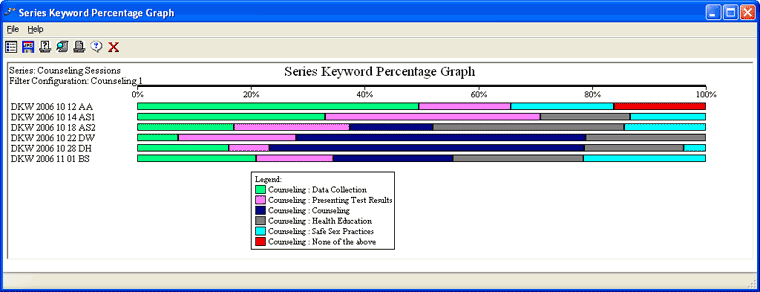 Series Keyword Percentage Graph
File Help
Series: Counseling Sessions
Filter Configuration: Counseling 1
Series Keyword Percentage Graph
0% 20% 40% 60% 80% 100%
DKW 2006 10 12 AA
DKW 2006 10 14 AS1
DKW 2006 10 18 AS2
DKW 2006 10 22 DW
DKW 2006 10 28 DH
DKW 2006 11 01 BS
Legend:
Counseling : Data Collection
Counseling : Presenting Test Results
Counseling : Counseling
Counseling : Health Education
Counseling : Safe Sex Practices
Counseling : None of the above